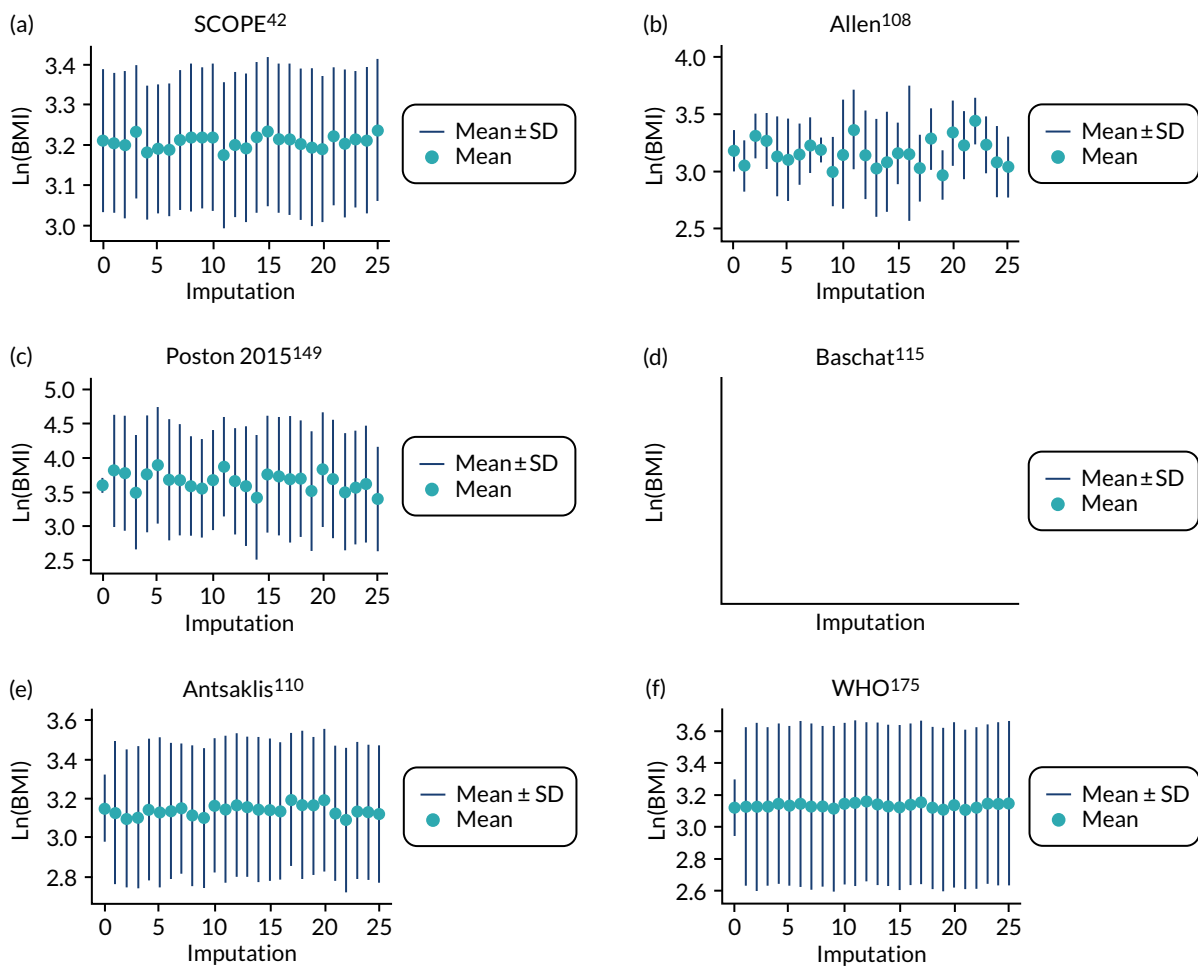 (a) SCOPE42
Ln(BMI)
3.4
3.3
3.2
3.1
3.0
0 5 10 15 20 25
Imputation
Mean ± SD
Mean
(b) Allen108
Ln(BMI)
4.0
3.5
3.0
2.5
0 5 10 15 20 25
Imputation
Mean ± SD
Mean
(c) Poston 2015149
Ln(BMI)
5.0
4.5
4.0
3.5
3.0
2.5
0 5 10 15 20 25
Imputation
Mean ± SD
Mean
(d) Baschat115
Ln(BMI)
Imputation
Mean ± SD
Mean
(e) Antsaklis110
Ln(BMI)
3.6
3.4
3.2
3.0
2.8
0 5 10 15 20 25
Imputation
Mean ± SD
Mean
(f) WHO175
Ln(BMI)
3.6
3.4
3.2
3.0
2.8
2.6
0 5 10 15 20 25
Imputation
Mean ± SD
Mean